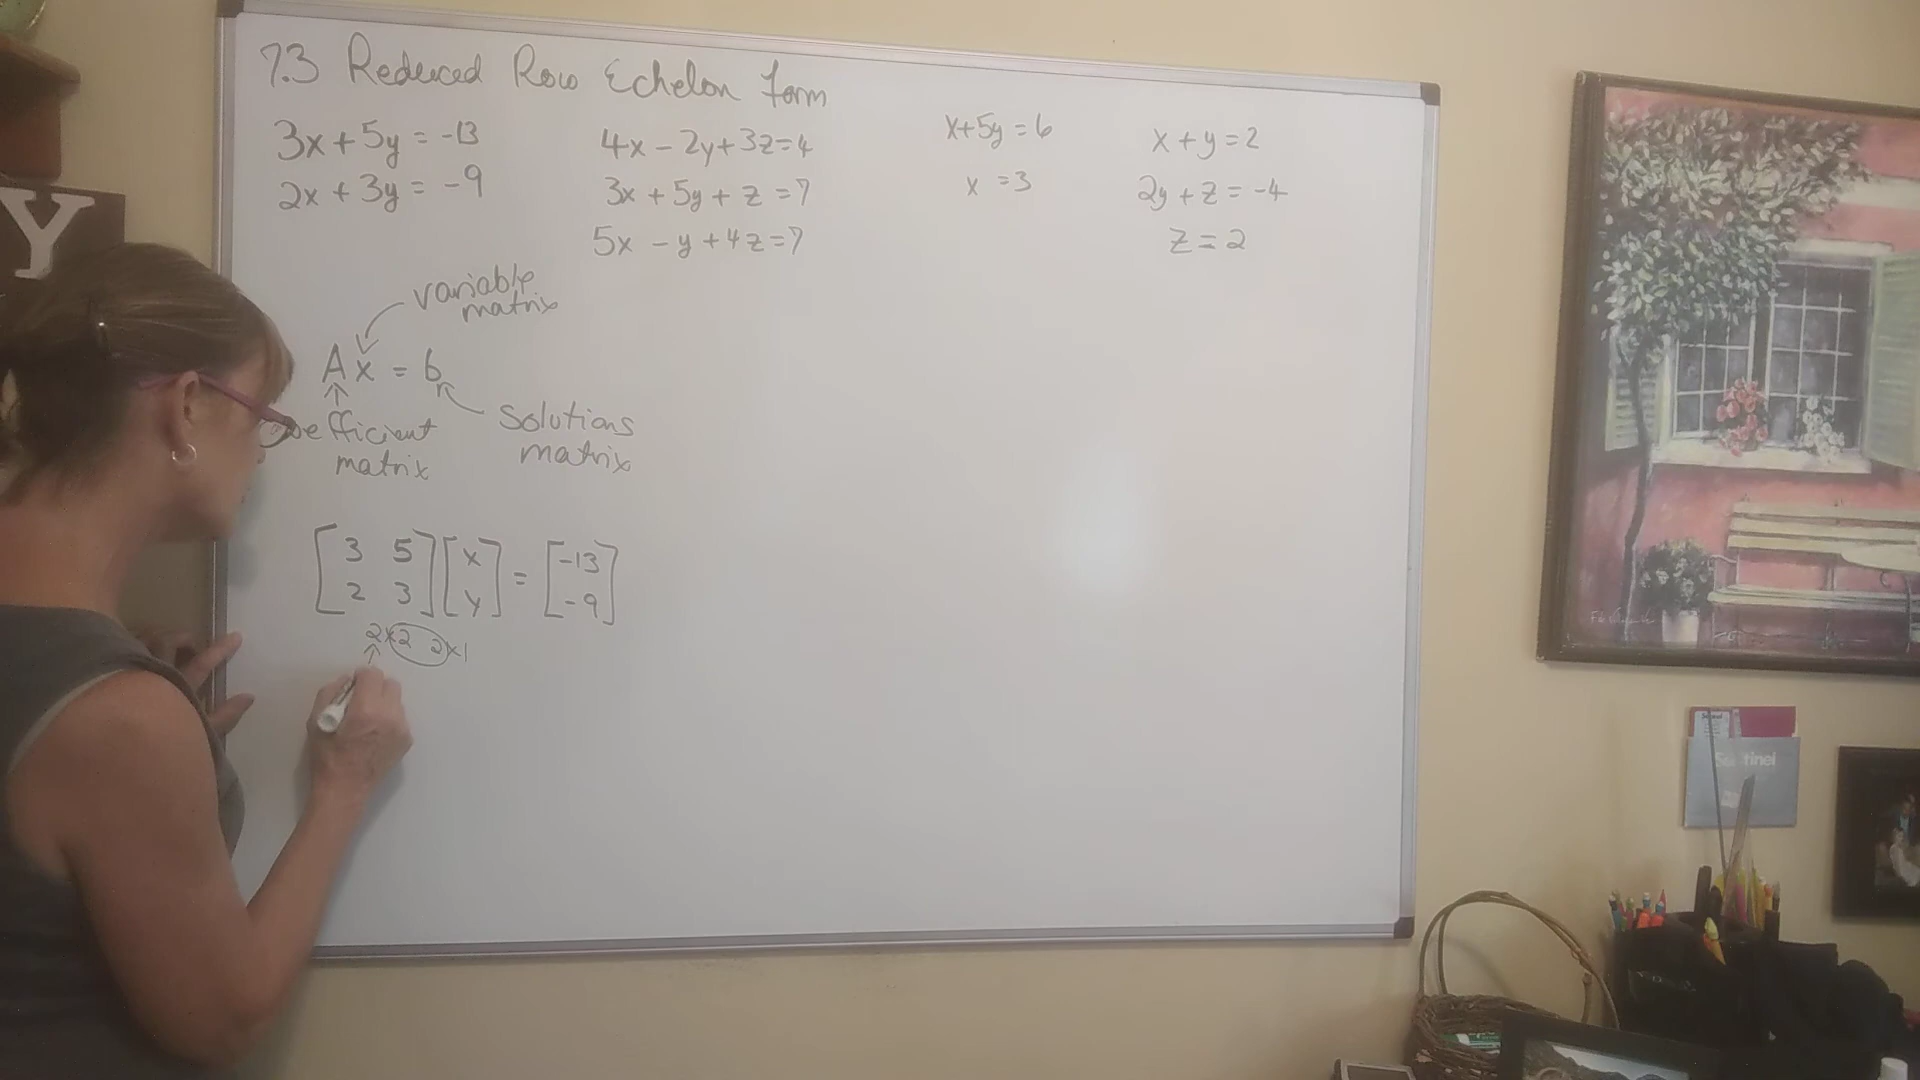 7.3 Reduced Row Echelon Form
3x + 5y = -13
2x + 3y = -9
4x - 2y + 3z = 4
3x + 5y + z = 7
5x - y + 4z = 7
x + 5y = 6
x = 3
x + y = 2
2y + z = -4
z = 2
variable
matrix
A x = b
oefficient
matrix
solutions
matrix
[3 5] [x] = [-13]
[2 3] [y] [-9]
2x2 2x1
Y